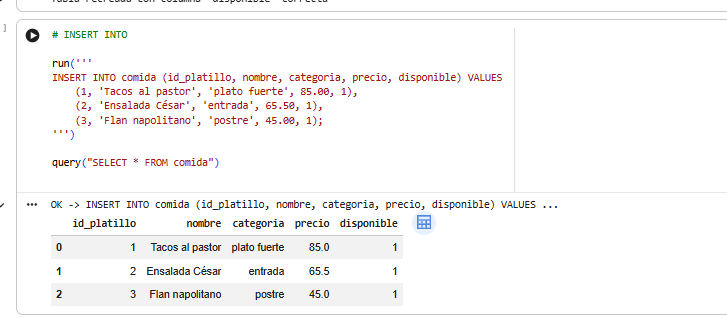 Tabla recreada con columna 'disponible' correcta
# INSERT INTO
run('''
INSERT INTO comida (id_platillo, nombre, categoria, precio, disponible) VALUES
(1, 'Tacos al pastor', 'plato fuerte', 85.00, 1),
(2, 'Ensalada César', 'entrada', 65.50, 1),
(3, 'Flan napolitano', 'postre', 45.00, 1);
''')
query("SELECT * FROM comida")
OK -> INSERT INTO comida (id_platillo, nombre, categoria, precio, disponible) VALUES ...
id_platillo nombre categoria precio disponible
0 1 Tacos al pastor plato fuerte 85.0 1
1 2 Ensalada César entrada 65.5 1
2 3 Flan napolitano postre 45.0 1